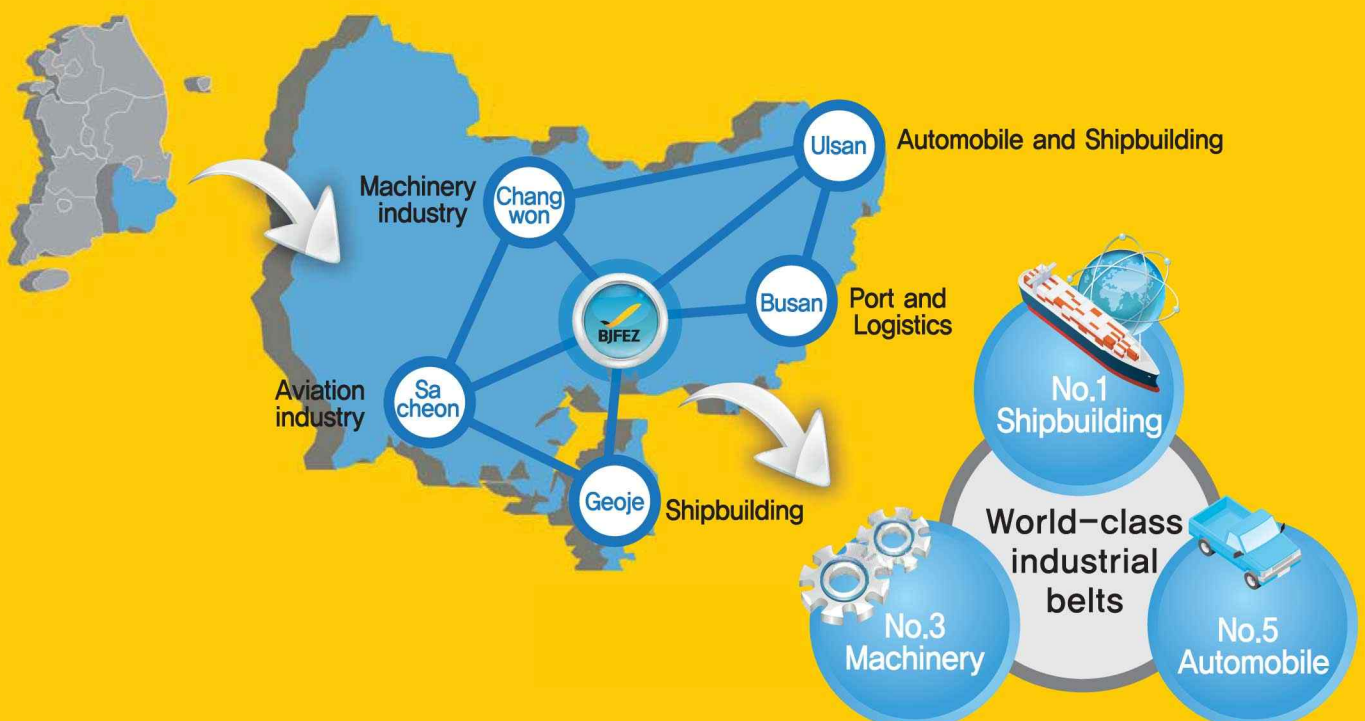 Ulsan
Automobile and Shipbuilding
Machinery
industry
Chang
won
BJFEZ
Busan
Port and
Logistics
Aviation
industry
Sa
cheon
Geoje
Shipbuilding
No.1
Shipbuilding
World-class
industrial
belts
No.3
Machinery
No.5
Automobile